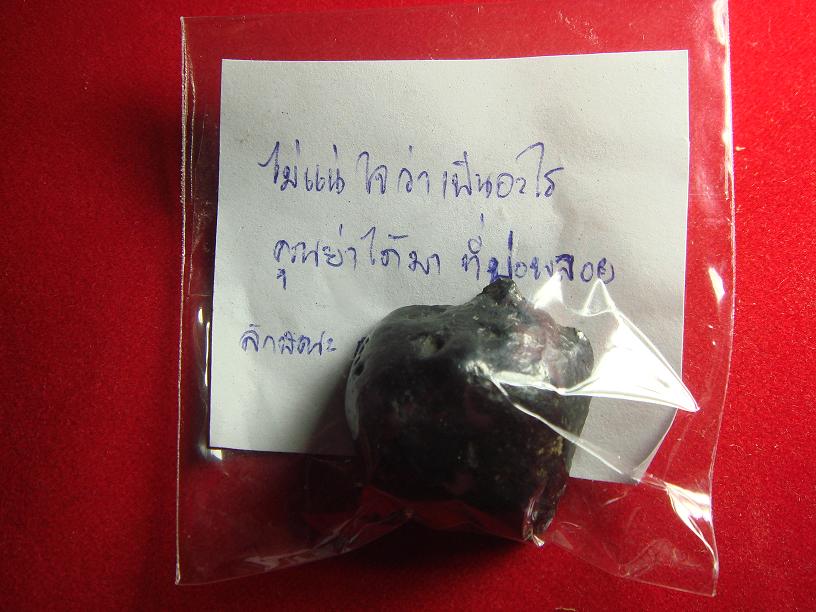 ไม่แน่ใจว่าเป็นอะไร
คุณย่าได้มา ที่บ่อพลอย
ลักษณะ